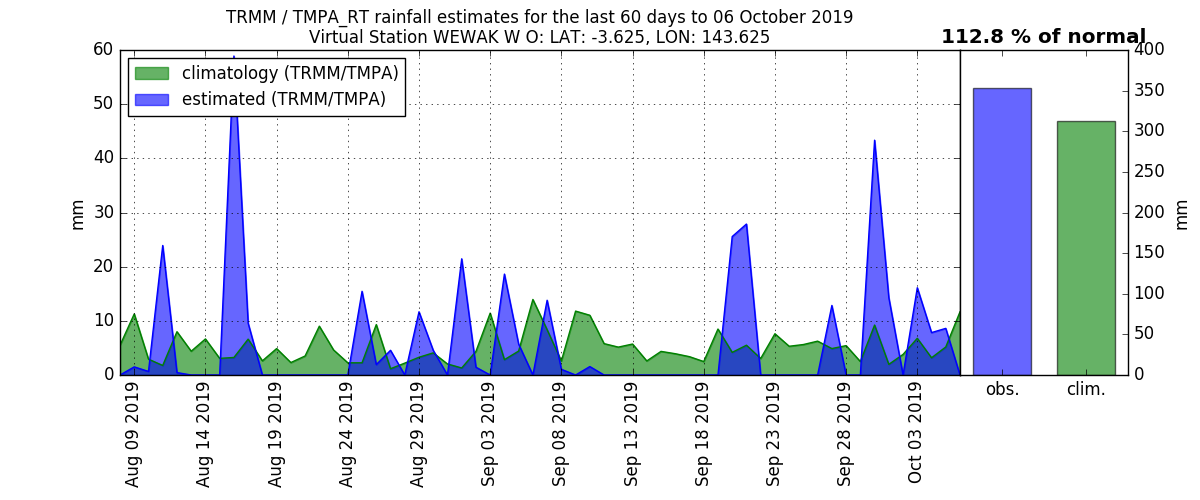 TRMM / TMPA_RT rainfall estimates for the last 60 days to 06 October 2019
Virtual Station WEWAK W O: LAT: -3.625, LON: 143.625
112.8 % of normal
climatology (TRMM/TMPA)
estimated (TRMM/TMPA)
60
50
40
30
20
10
0
mm
Aug 09 2019
Aug 14 2019
Aug 19 2019
Aug 24 2019
Aug 29 2019
Sep 03 2019
Sep 08 2019
Sep 13 2019
Sep 18 2019
Sep 23 2019
Sep 28 2019
Oct 03 2019
400
350
300
250
200
150
100
50
0
mm
obs.
clim.